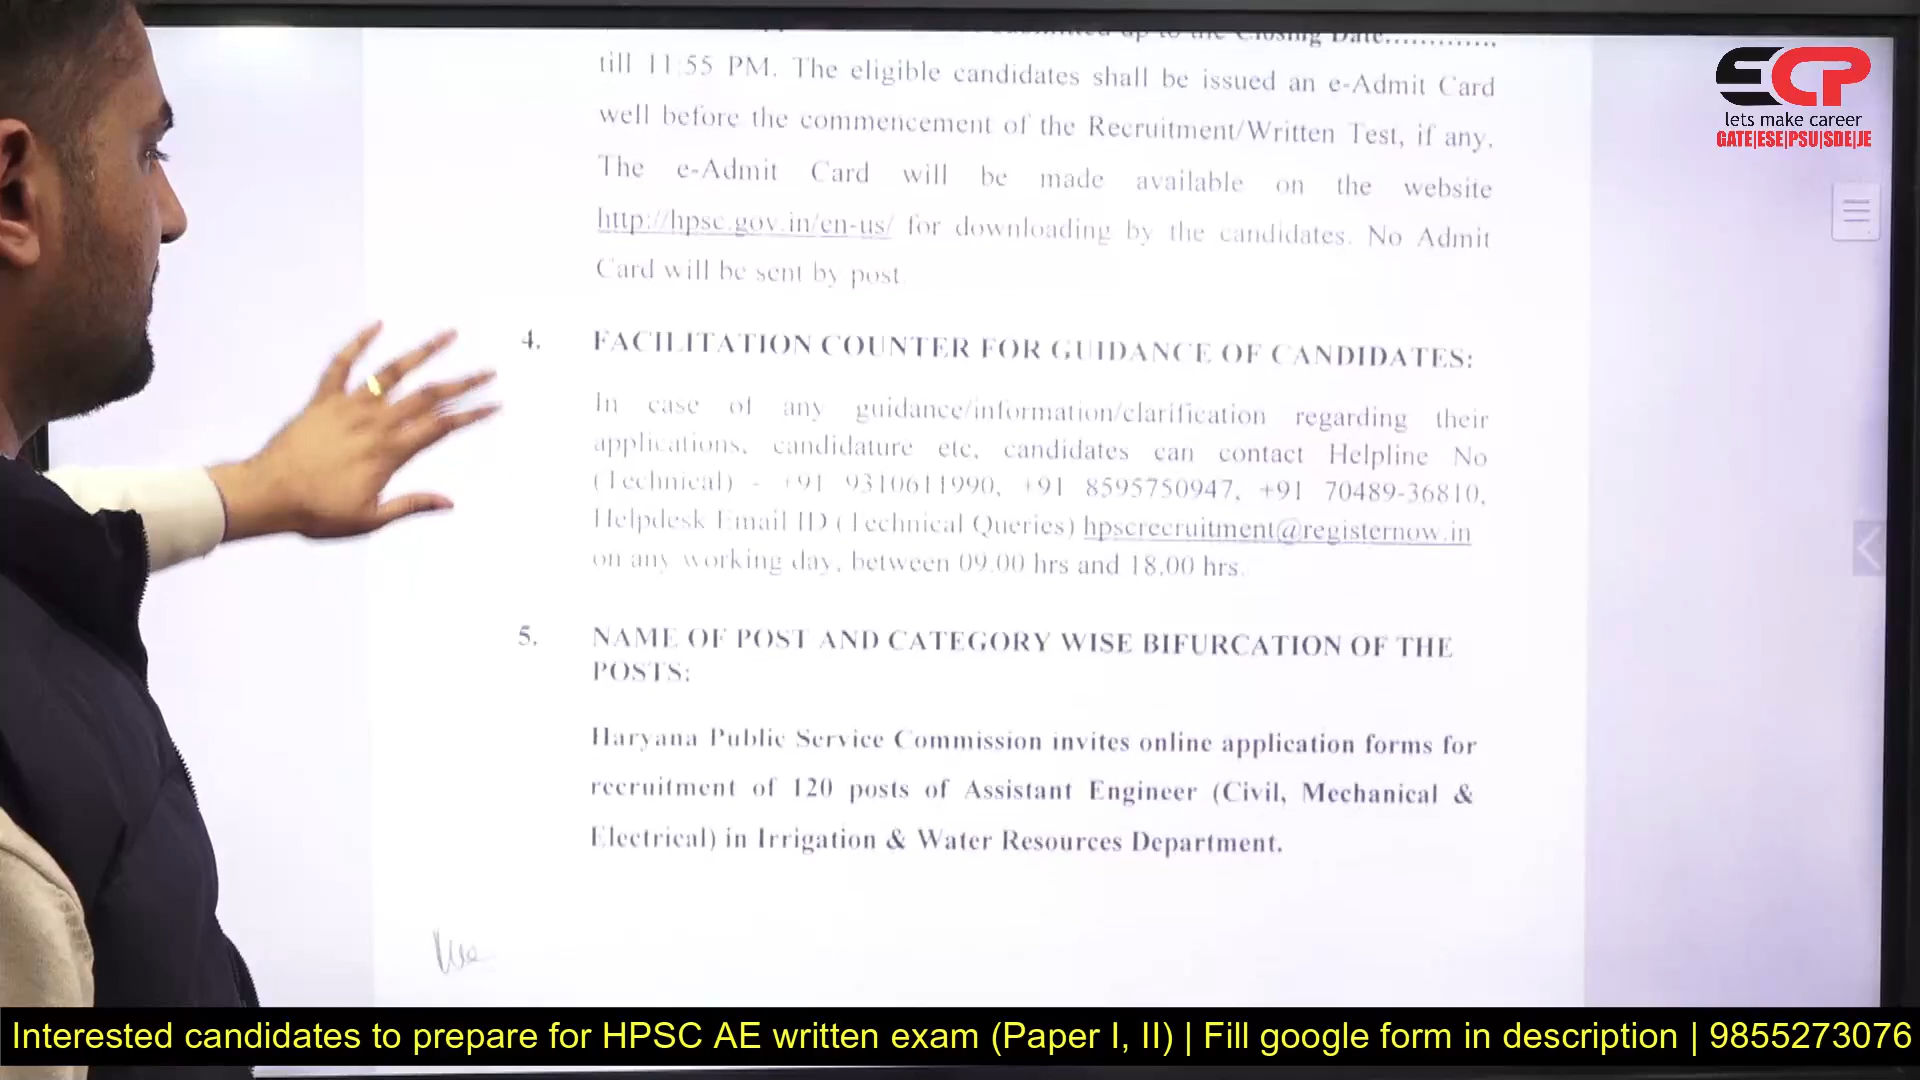 submitted up to the Closing Date.............
till 11:55 PM. The eligible candidates shall be issued an e-Admit Card
well before the commencement of the Recruitment/Written Test, if any.
The e-Admit Card will be made available on the website
http://hpsc.gov.in/en-us/ for downloading by the candidates. No Admit
Card will be sent by post.
4. FACILITATION COUNTER FOR GUIDANCE OF CANDIDATES:
In case of any guidance/information/clarification regarding their
applications, candidature etc, candidates can contact Helpline No
(Technical) - +91 9310611990, +91 8595750947, +91 70489-36810,
Helpdesk Email ID (Technical Queries) hpscrecruitment@registernow.in
on any working day, between 09.00 hrs and 18.00 hrs.
5. NAME OF POST AND CATEGORY WISE BIFURCATION OF THE
POSTS:
Haryana Public Service Commission invites online application forms for
recruitment of 120 posts of Assistant Engineer (Civil, Mechanical &
Electrical) in Irrigation & Water Resources Department.
ECP
lets make career
GATE|ESE|PSU|SDE|JE
Interested candidates to prepare for HPSC AE written exam (Paper I, II) | Fill google form in description | 9855273076